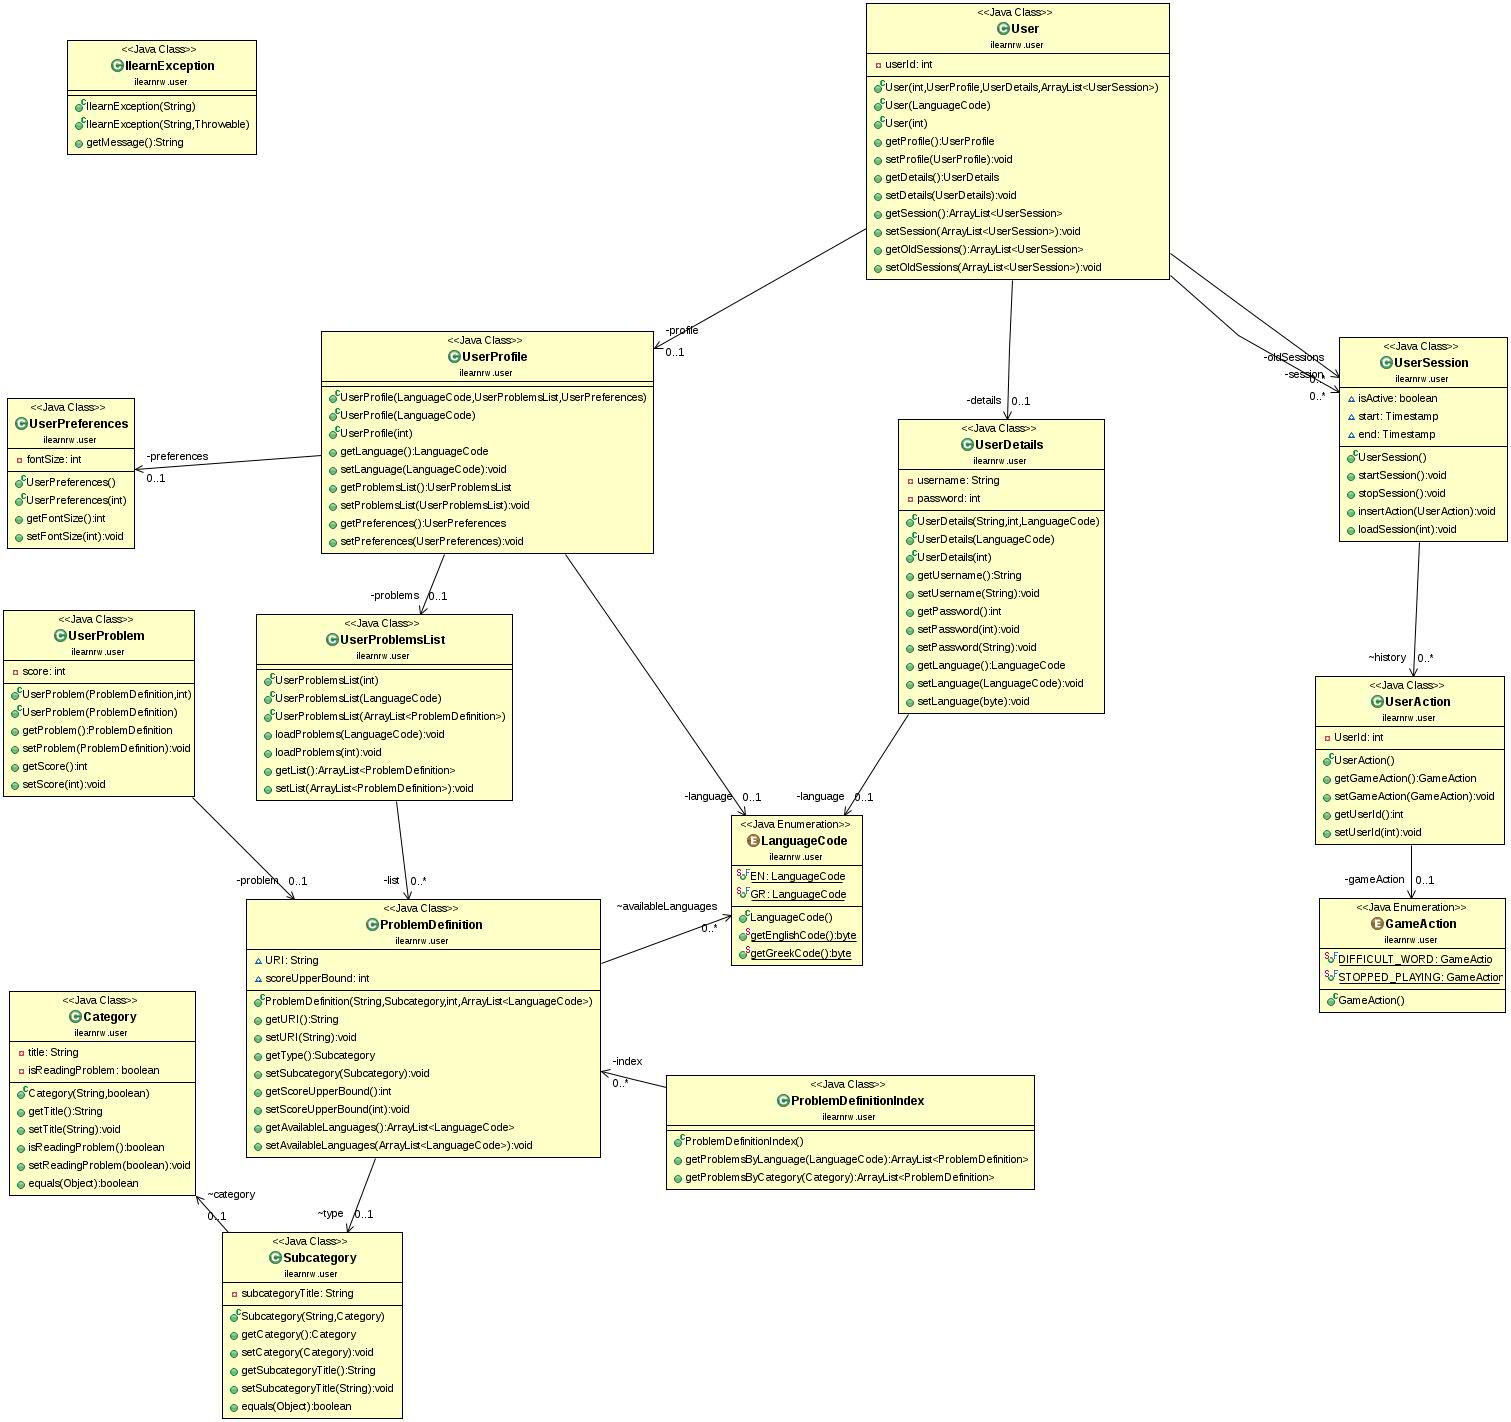 <<Java Class>>
IlearnException
ilearnrw.user
IlearnException(String)
IlearnException(String,Throwable)
getMessage():String
<<Java Class>>
User
ilearnrw.user
userId: int
User(int,UserProfile,UserDetails,ArrayList<UserSession>)
User(LanguageCode)
User(int)
getProfile():UserProfile
setProfile(UserProfile):void
getDetails():UserDetails
setDetails(UserDetails):void
getSession():ArrayList<UserSession>
setSession(ArrayList<UserSession>):void
getOldSessions():ArrayList<UserSession>
setOldSessions(ArrayList<UserSession>):void
-profile
0..1
-details
0..1
-oldSessions
0..*
-session
0..*
<<Java Class>>
UserProfile
ilearnrw.user
UserProfile(LanguageCode,UserProblemsList,UserPreferences)
UserProfile(LanguageCode)
UserProfile(int)
getLanguage():LanguageCode
setLanguage(LanguageCode):void
getProblemsList():UserProblemsList
setProblemsList(UserProblemsList):void
getPreferences():UserPreferences
setPreferences(UserPreferences):void
<<Java Class>>
UserSession
ilearnrw.user
isActive: boolean
start: Timestamp
end: Timestamp
UserSession()
startSession():void
stopSession():void
insertAction(UserAction):void
loadSession(int):void
<<Java Class>>
UserPreferences
ilearnrw.user
fontSize: int
UserPreferences()
UserPreferences(int)
getFontSize():int
setFontSize(int):void
-preferences
0..1
<<Java Class>>
UserDetails
ilearnrw.user
username: String
password: int
UserDetails(String,int,LanguageCode)
UserDetails(LanguageCode)
UserDetails(int)
getUsername():String
setUsername(String):void
getPassword():int
setPassword(int):void
setPassword(String):void
getLanguage():LanguageCode
setLanguage(LanguageCode):void
setLanguage(byte):void
-problems
0..1
<<Java Class>>
UserProblem
ilearnrw.user
score: int
UserProblem(ProblemDefinition,int)
UserProblem(ProblemDefinition)
getProblem():ProblemDefinition
setProblem(ProblemDefinition):void
getScore():int
setScore(int):void
<<Java Class>>
UserProblemsList
ilearnrw.user
UserProblemsList(int)
UserProblemsList(LanguageCode)
UserProblemsList(ArrayList<ProblemDefinition>)
loadProblems(LanguageCode):void
loadProblems(int):void
getList():ArrayList<ProblemDefinition>
setList(ArrayList<ProblemDefinition>):void
~history
0..*
<<Java Class>>
UserAction
ilearnrw.user
UserId: int
UserAction()
getGameAction():GameAction
setGameAction(GameAction):void
getUserId():int
setUserId(int):void
-language
0..1
-language
0..1
<<Java Enumeration>>
LanguageCode
ilearnrw.user
EN: LanguageCode
GR: LanguageCode
LanguageCode()
getEnglishCode():byte
getGreekCode():byte
-problem
0..1
-list
0..*
-gameAction
0..1
<<Java Enumeration>>
GameAction
ilearnrw.user
DIFFICULT_WORD: GameActio
STOPPED_PLAYING: GameAction
GameAction()
<<Java Class>>
ProblemDefinition
ilearnrw.user
URI: String
scoreUpperBound: int
ProblemDefinition(String,Subcategory,int,ArrayList<LanguageCode>)
getURI():String
setURI(String):void
getType():Subcategory
setSubcategory(Subcategory):void
getScoreUpperBound():int
setScoreUpperBound(int):void
getAvailableLanguages():ArrayList<LanguageCode>
setAvailableLanguages(ArrayList<LanguageCode>):void
~availableLanguages
0..*
<<Java Class>>
Category
ilearnrw.user
title: String
isReadingProblem: boolean
Category(String,boolean)
getTitle():String
setTitle(String):void
isReadingProblem():boolean
setReadingProblem(boolean):void
equals(Object):boolean
-index
0..*
<<Java Class>>
ProblemDefinitionIndex
ilearnrw.user
ProblemDefinitionIndex()
getProblemsByLanguage(LanguageCode):ArrayList<ProblemDefinition>
getProblemsByCategory(Category):ArrayList<ProblemDefinition>
~category
0..1
~type
0..1
<<Java Class>>
Subcategory
ilearnrw.user
subcategoryTitle: String
Subcategory(String,Category)
getCategory():Category
setCategory(Category):void
getSubcategoryTitle():String
setSubcategoryTitle(String):void
equals(Object):boolean